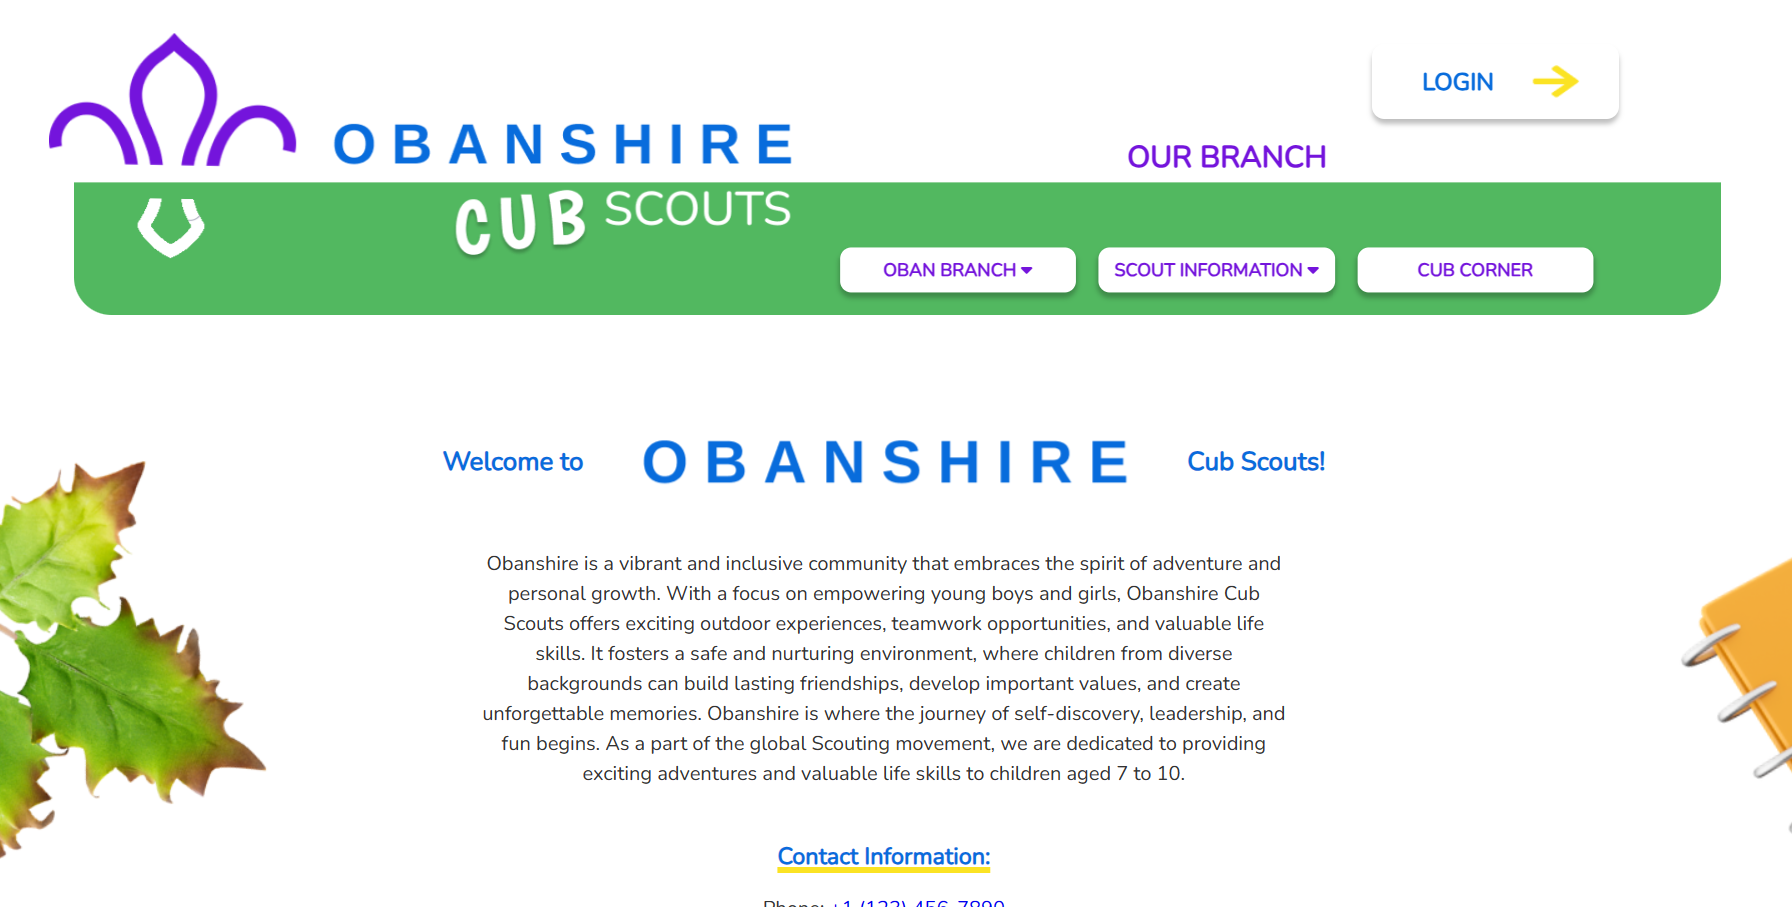 LOGIN
OBANSHIRE
OUR BRANCH
CUB SCOUTS
OBAN BRANCH
SCOUT INFORMATION
CUB CORNER
Welcome to OBANSHIRE Cub Scouts!
Obanshire is a vibrant and inclusive community that embraces the spirit of adventure and
personal growth. With a focus on empowering young boys and girls, Obanshire Cub
Scouts offers exciting outdoor experiences, teamwork opportunities, and valuable life
skills. It fosters a safe and nurturing environment, where children from diverse
backgrounds can build lasting friendships, develop important values, and create
unforgettable memories. Obanshire is where the journey of self-discovery, leadership, and
fun begins. As a part of the global Scouting movement, we are dedicated to providing
exciting adventures and valuable life skills to children aged 7 to 10.
Contact Information:
Phone: +1 (123) 456-7890